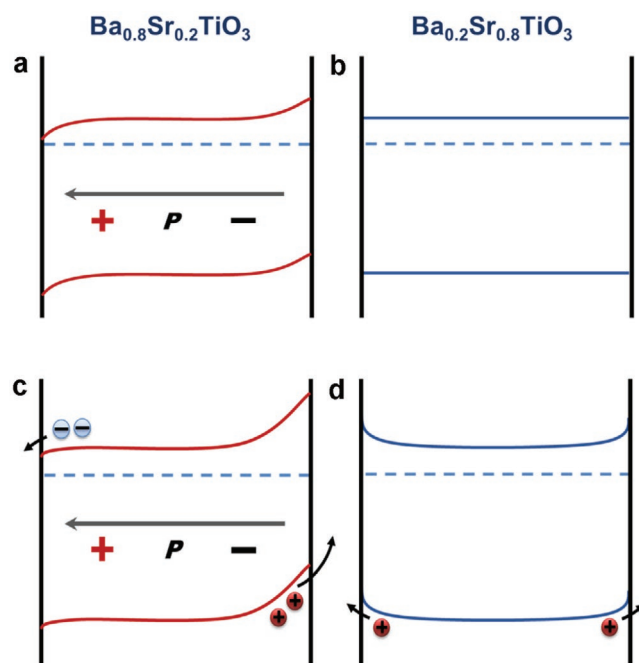 Ba₀.₈Sr₀.₂TiO₃ Ba₀.₂Sr₀.₈TiO₃
a b
+ P −
c d
− −
+ P −
+ + + +